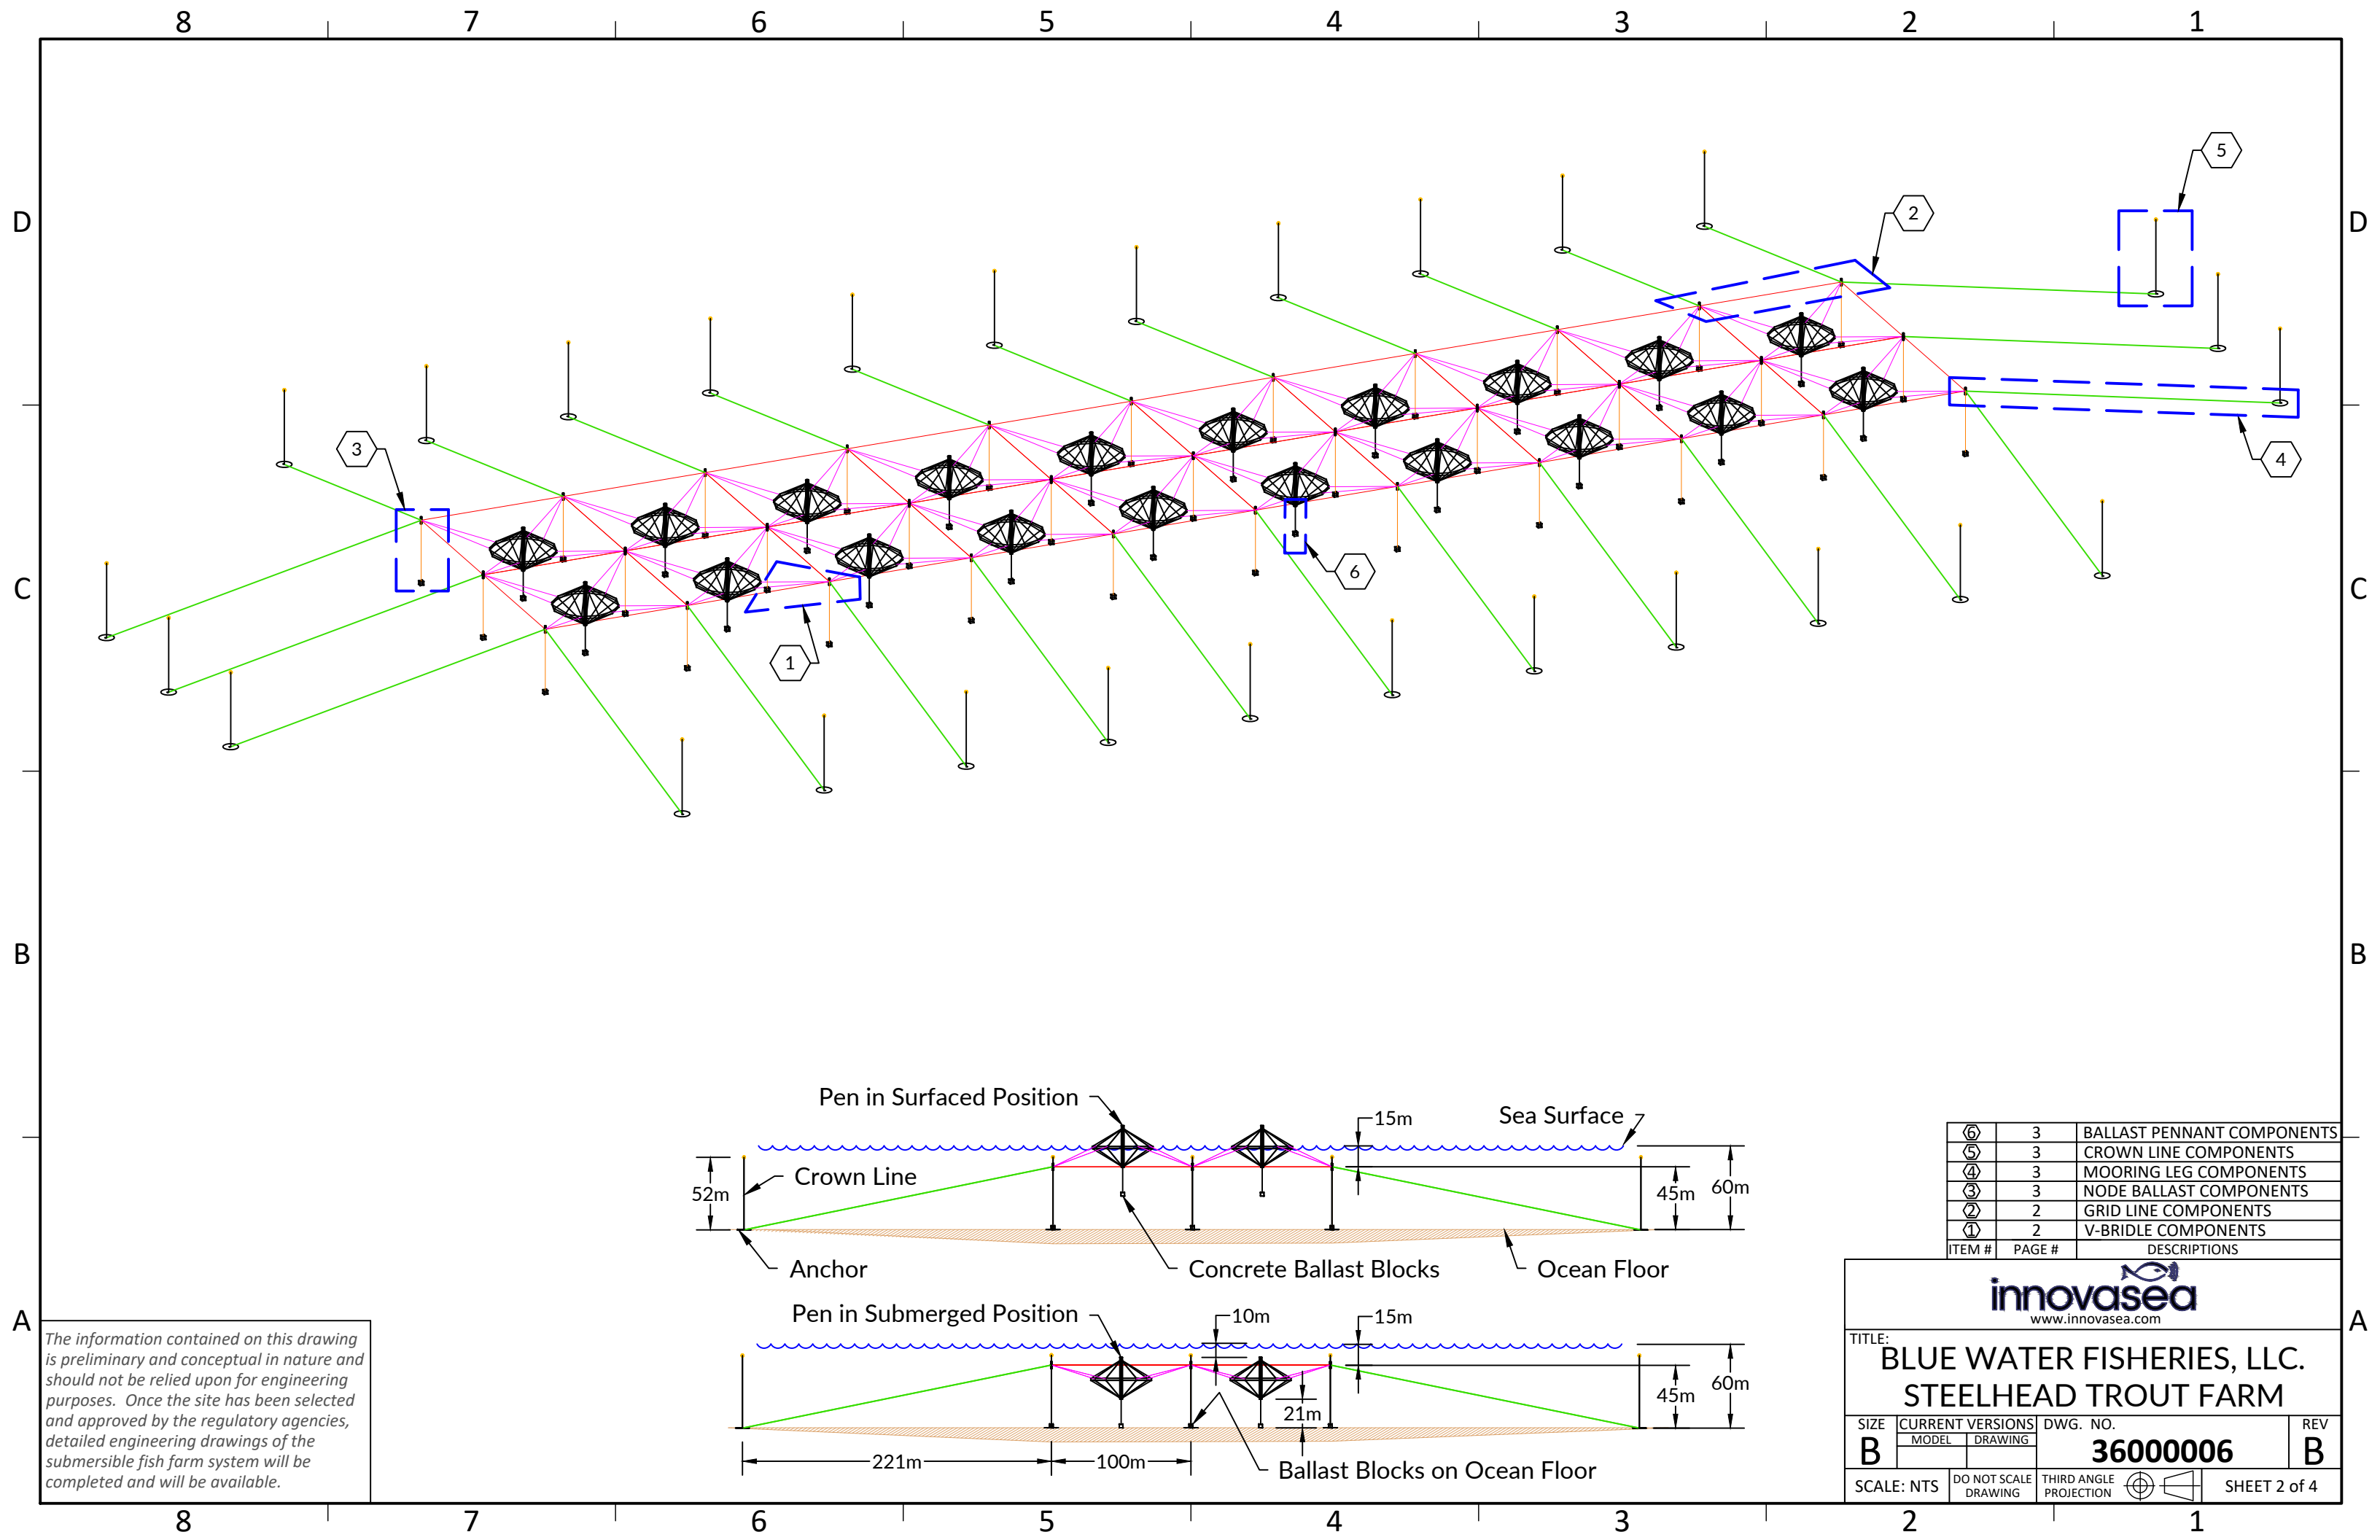 8 7 6 5 4 3 2 1
D D
5
2
3
4
C C
6
1
B B
Pen in Surfaced Position
Sea Surface
15m
Crown Line
52m
45m
60m
Anchor
Concrete Ballast Blocks
Ocean Floor
Pen in Submerged Position
10m
15m
45m
60m
21m
221m
100m
Ballast Blocks on Ocean Floor
A A
The information contained on this drawing
is preliminary and conceptual in nature and
should not be relied upon for engineering
purposes. Once the site has been selected
and approved by the regulatory agencies,
detailed engineering drawings of the
submersible fish farm system will be
completed and will be available.
6 3 BALLAST PENNANT COMPONENTS
5 3 CROWN LINE COMPONENTS
4 3 MOORING LEG COMPONENTS
3 3 NODE BALLAST COMPONENTS
2 2 GRID LINE COMPONENTS
1 2 V-BRIDLE COMPONENTS
ITEM # PAGE # DESCRIPTIONS
innovasea
www.innovasea.com
TITLE:
BLUE WATER FISHERIES, LLC.
STEELHEAD TROUT FARM
SIZE CURRENT VERSIONS DWG. NO. REV
MODEL DRAWING
B 36000006 B
SCALE: NTS DO NOT SCALE DRAWING THIRD ANGLE PROJECTION SHEET 2 of 4
8 7 6 5 4 3 2 1